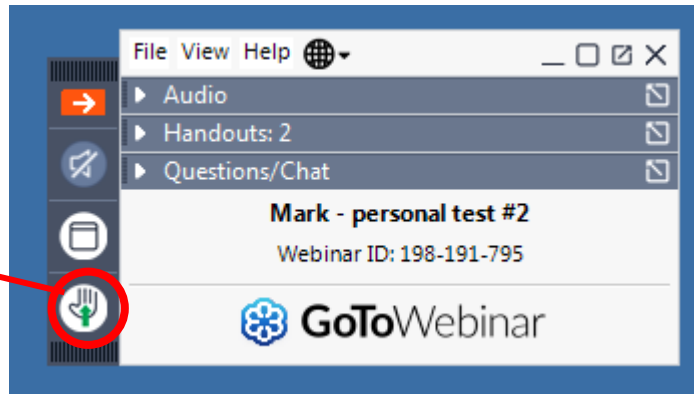 File View Help
Audio
Handouts: 2
Questions/Chat
Mark - personal test #2
Webinar ID: 198-191-795
GoToWebinar